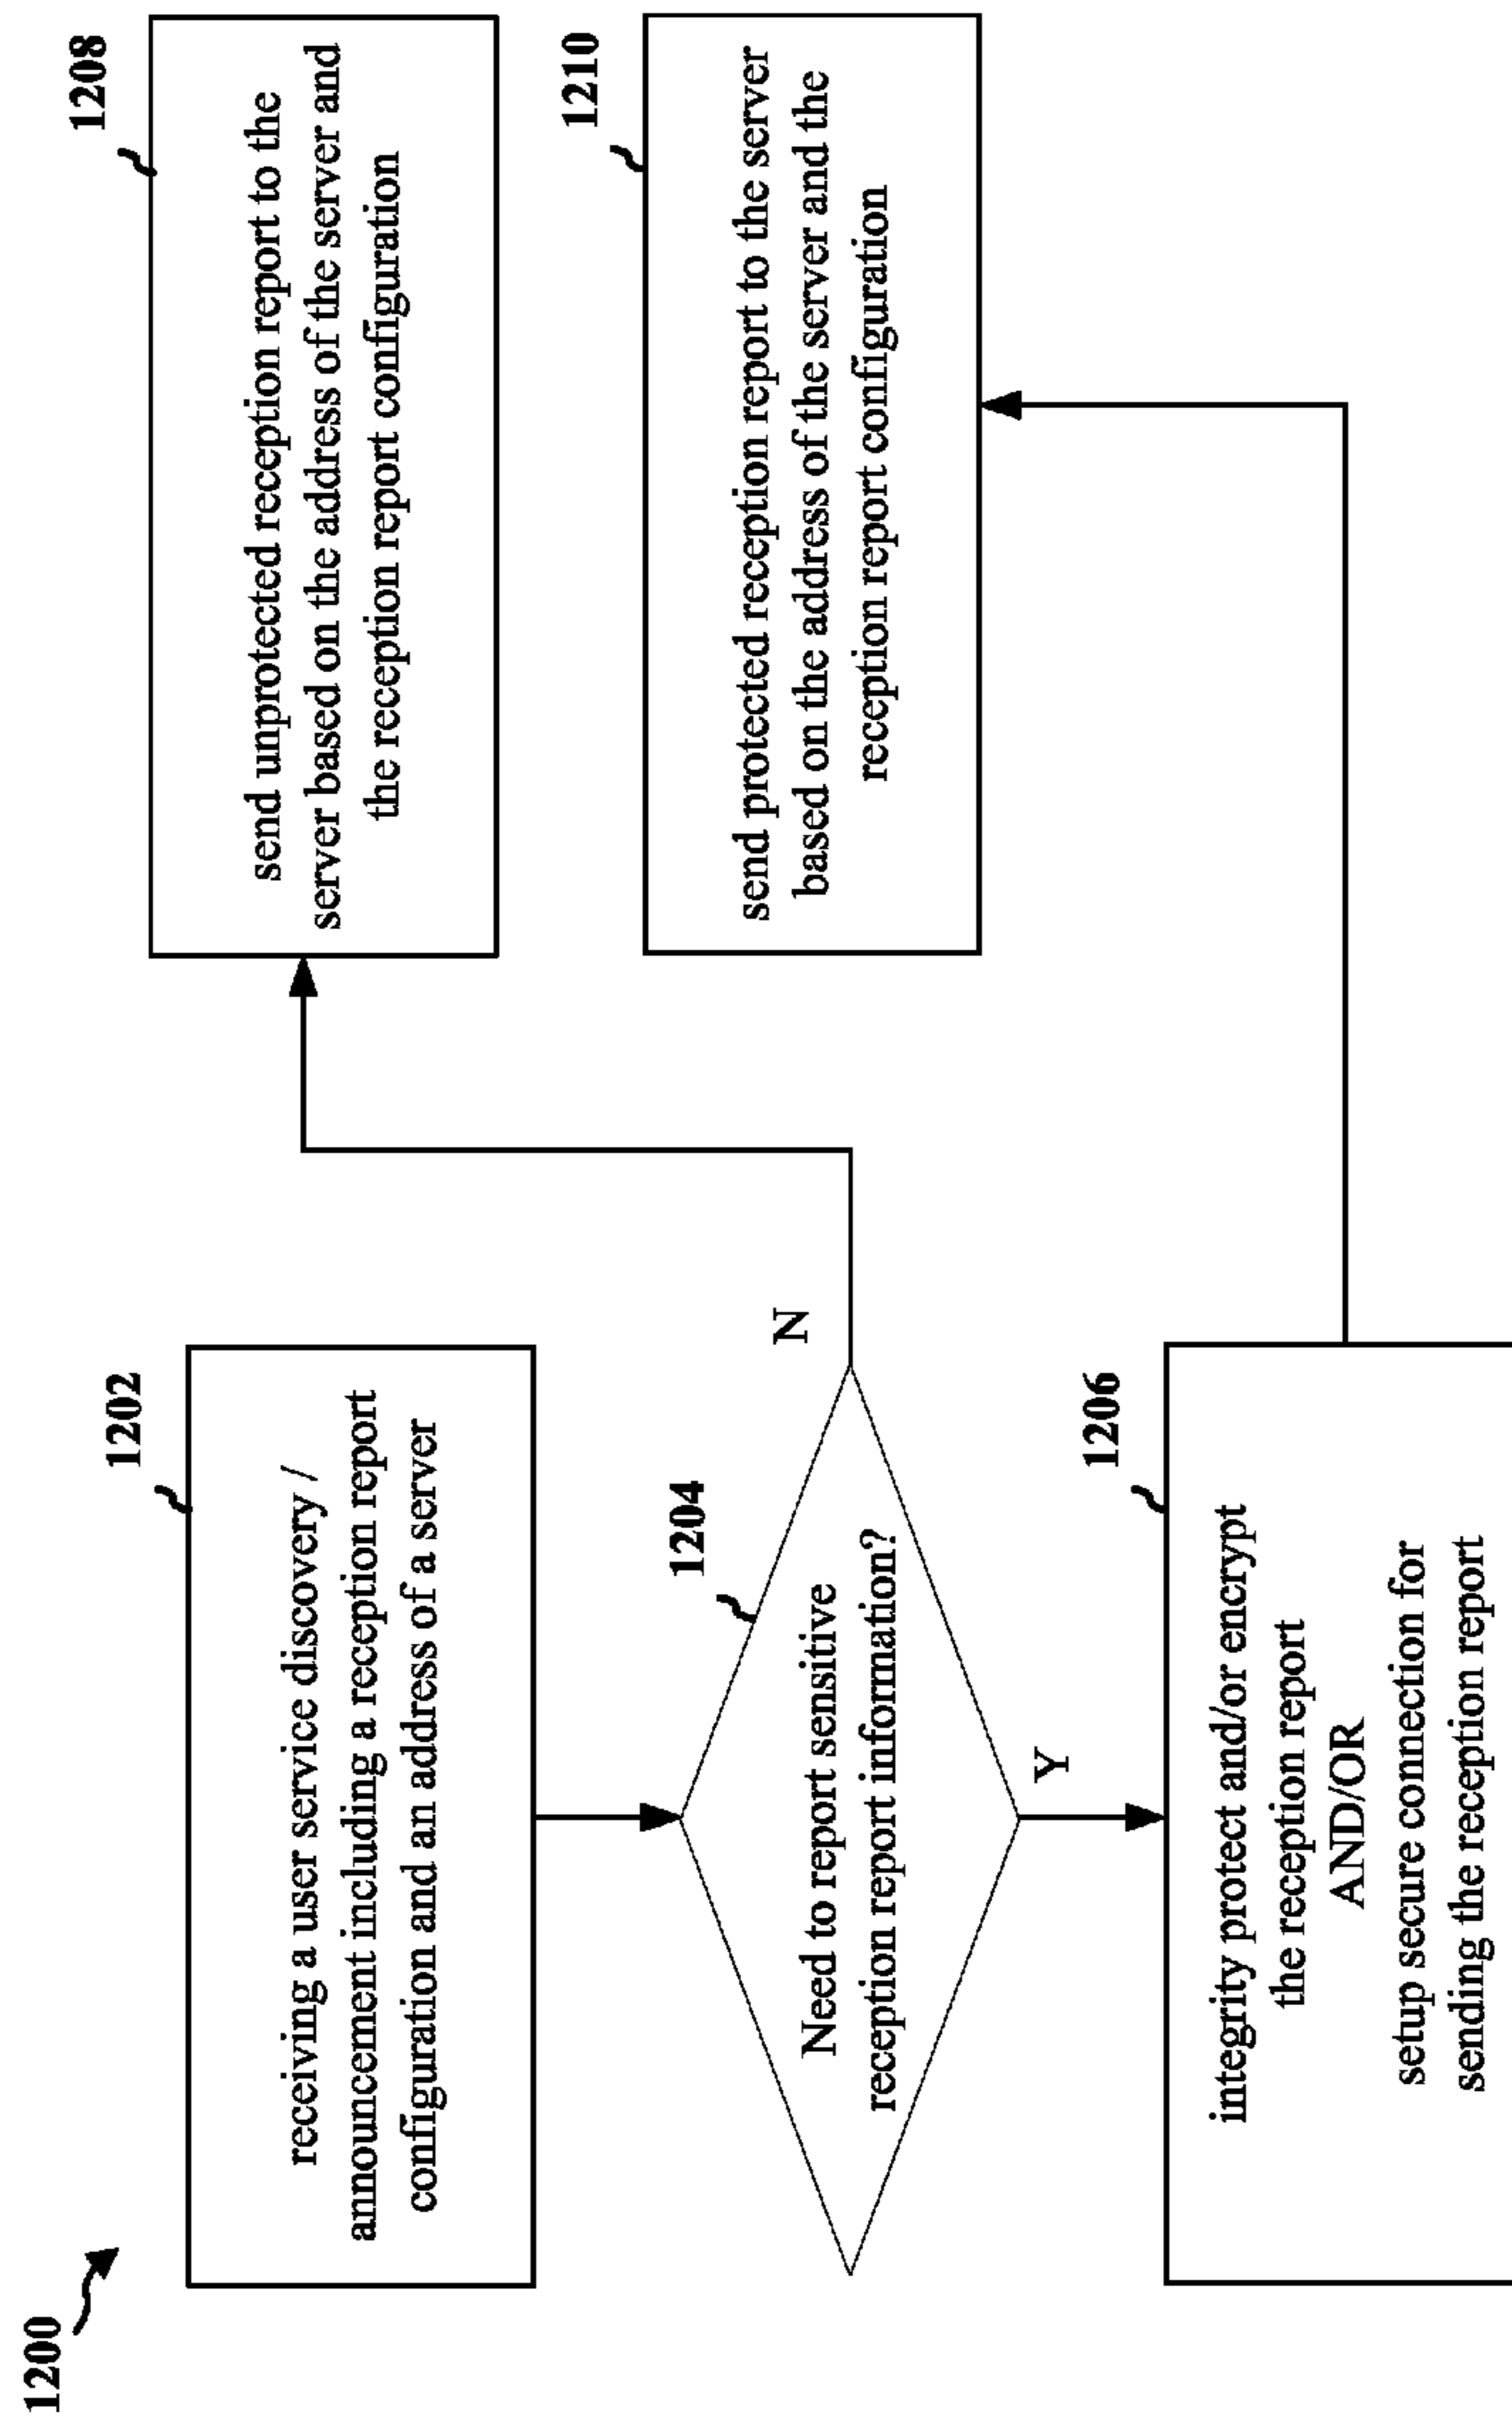 1200
1202
receiving a user service discovery /
announcement including a reception report
configuration and an address of a server
1204
Need to report sensitive
reception report information?
N
Y
1206
integrity protect and/or encrypt
the reception report
AND/OR
setup secure connection for
sending the reception report
1208
send unprotected reception report to the
server based on the address of the server and
the reception report configuration
1210
send protected reception report to the server
based on the address of the server and the
reception report configuration